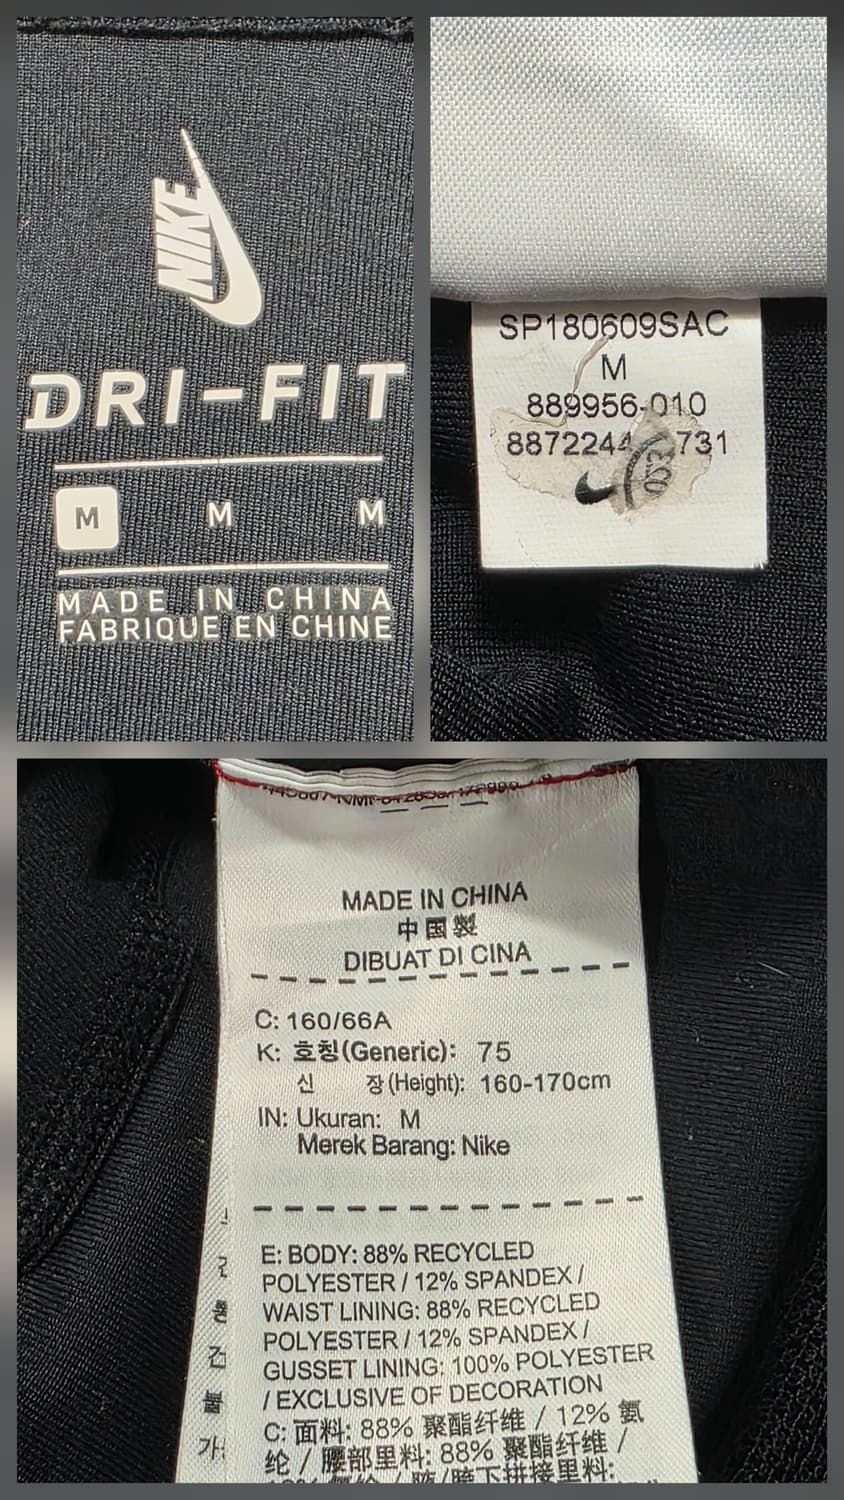 NIKE
DRI-FIT
M M M
MADE IN CHINA
FABRIQUE EN CHINE
SP180609SAC
M
889956-010
8872244 731
MADE IN CHINA
中国製
DIBUAT DI CINA
C: 160/66A
K: 호칭(Generic): 75
신 장(Height): 160-170cm
IN: Ukuran: M
Merek Barang: Nike
E: BODY: 88% RECYCLED
POLYESTER / 12% SPANDEX /
WAIST LINING: 88% RECYCLED
POLYESTER / 12% SPANDEX /
GUSSET LINING: 100% POLYESTER
/ EXCLUSIVE OF DECORATION
C: 面料: 88% 聚酯纤维 / 12% 氨
纶 / 腰部里料: 88% 聚酯纤维 /